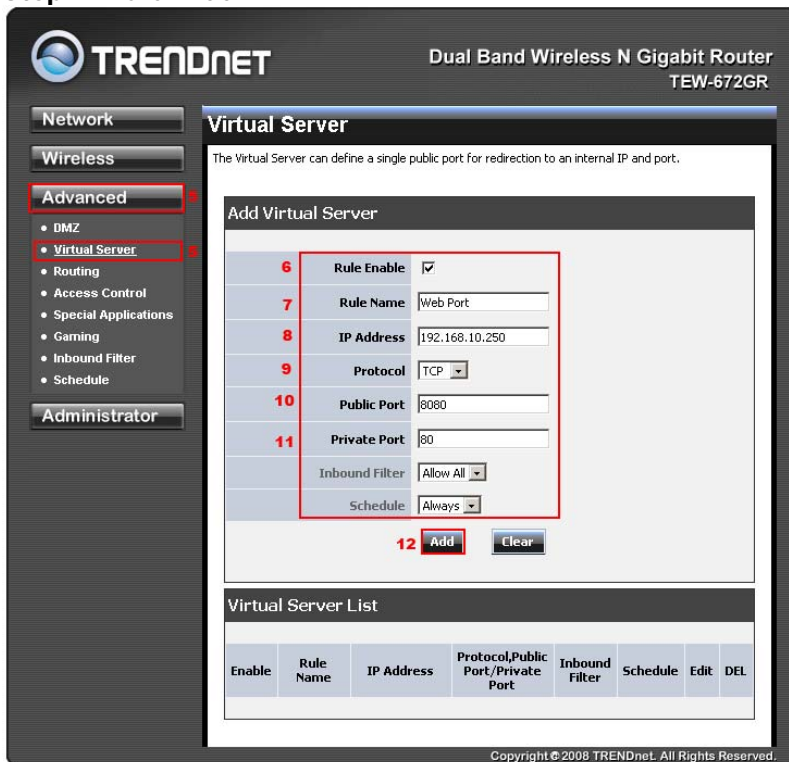 TRENDnET
Dual Band Wireless N Gigabit Router
TEW-672GR
Network
Wireless
Advanced
• DMZ
• Virtual Server
• Routing
• Access Control
• Special Applications
• Gaming
• Inbound Filter
• Schedule
Administrator
Virtual Server
The Virtual Server can define a single public port for redirection to an internal IP and port.
Add Virtual Server
6 Rule Enable
7 Rule Name Web Port
8 IP Address 192.168.10.250
9 Protocol TCP
10 Public Port 8080
11 Private Port 80
Inbound Filter Allow All
Schedule Always
12 Add Clear
Virtual Server List
Enable
Rule Name
IP Address
Protocol,Public Port/Private Port
Inbound Filter
Schedule
Edit
DEL
Copyright © 2008 TRENDnet. All Rights Reserved.